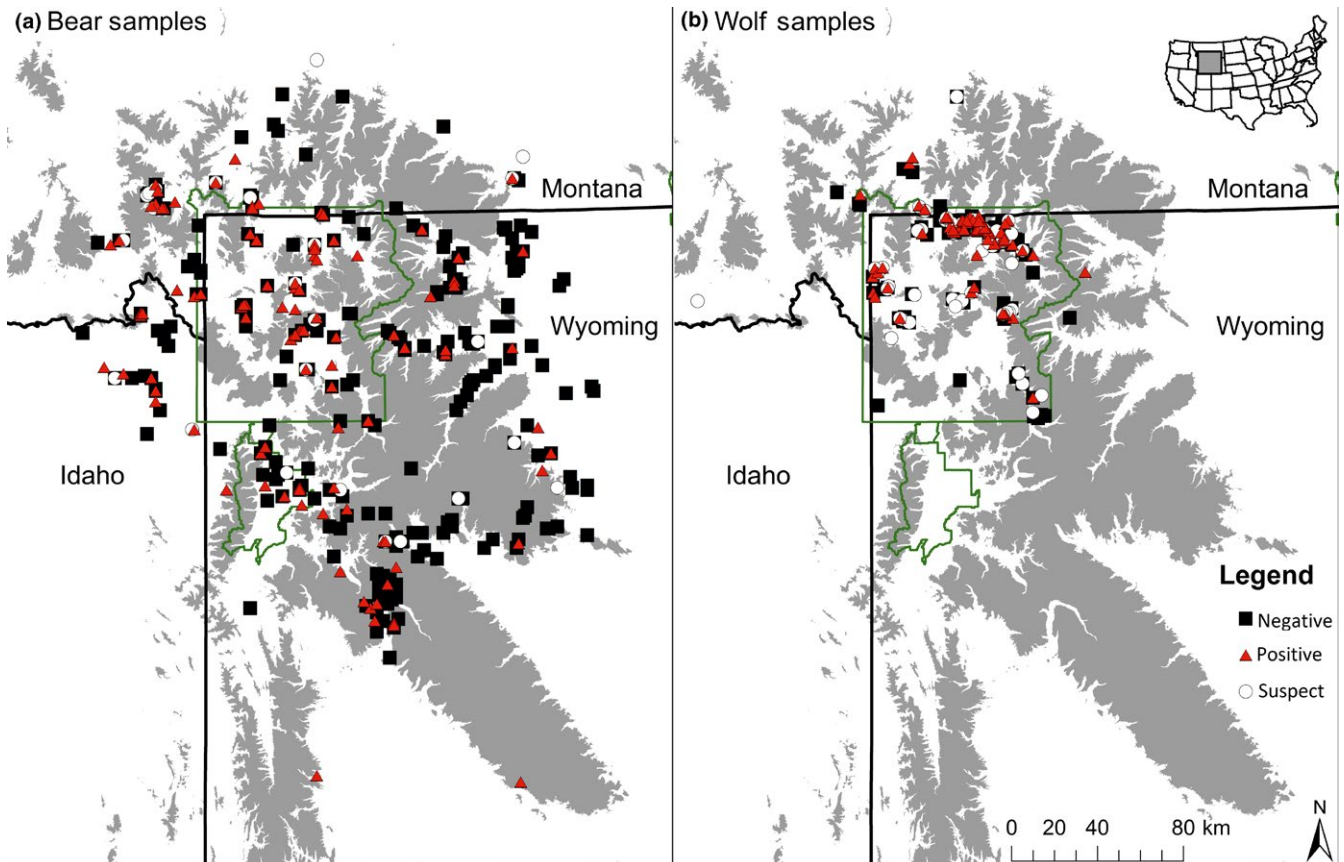 (a) Bear samples
(b) Wolf samples
Montana
Montana
Wyoming
Wyoming
Idaho
Idaho
Legend
Negative
Positive
Suspect
N
0 20 40 80 km